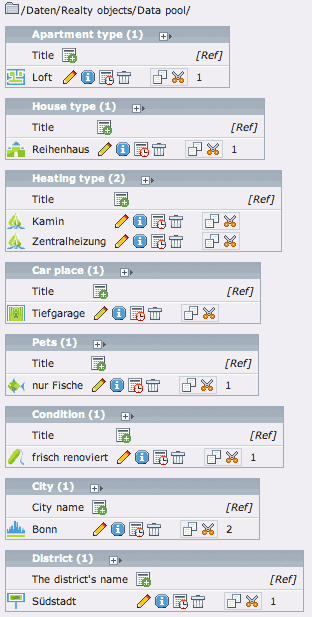 /Daten/Realty objects/Data pool/
Apartment type (1)
Title [Ref]
Loft 1
House type (1)
Title [Ref]
Reihenhaus 1
Heating type (2)
Title [Ref]
Kamin
Zentralheizung
Car place (1)
Title [Ref]
Tiefgarage
Pets (1)
Title [Ref]
nur Fische 1
Condition (1)
Title [Ref]
frisch renoviert 1
City (1)
City name [Ref]
Bonn 2
District (1)
The district's name [Ref]
Südstadt 1